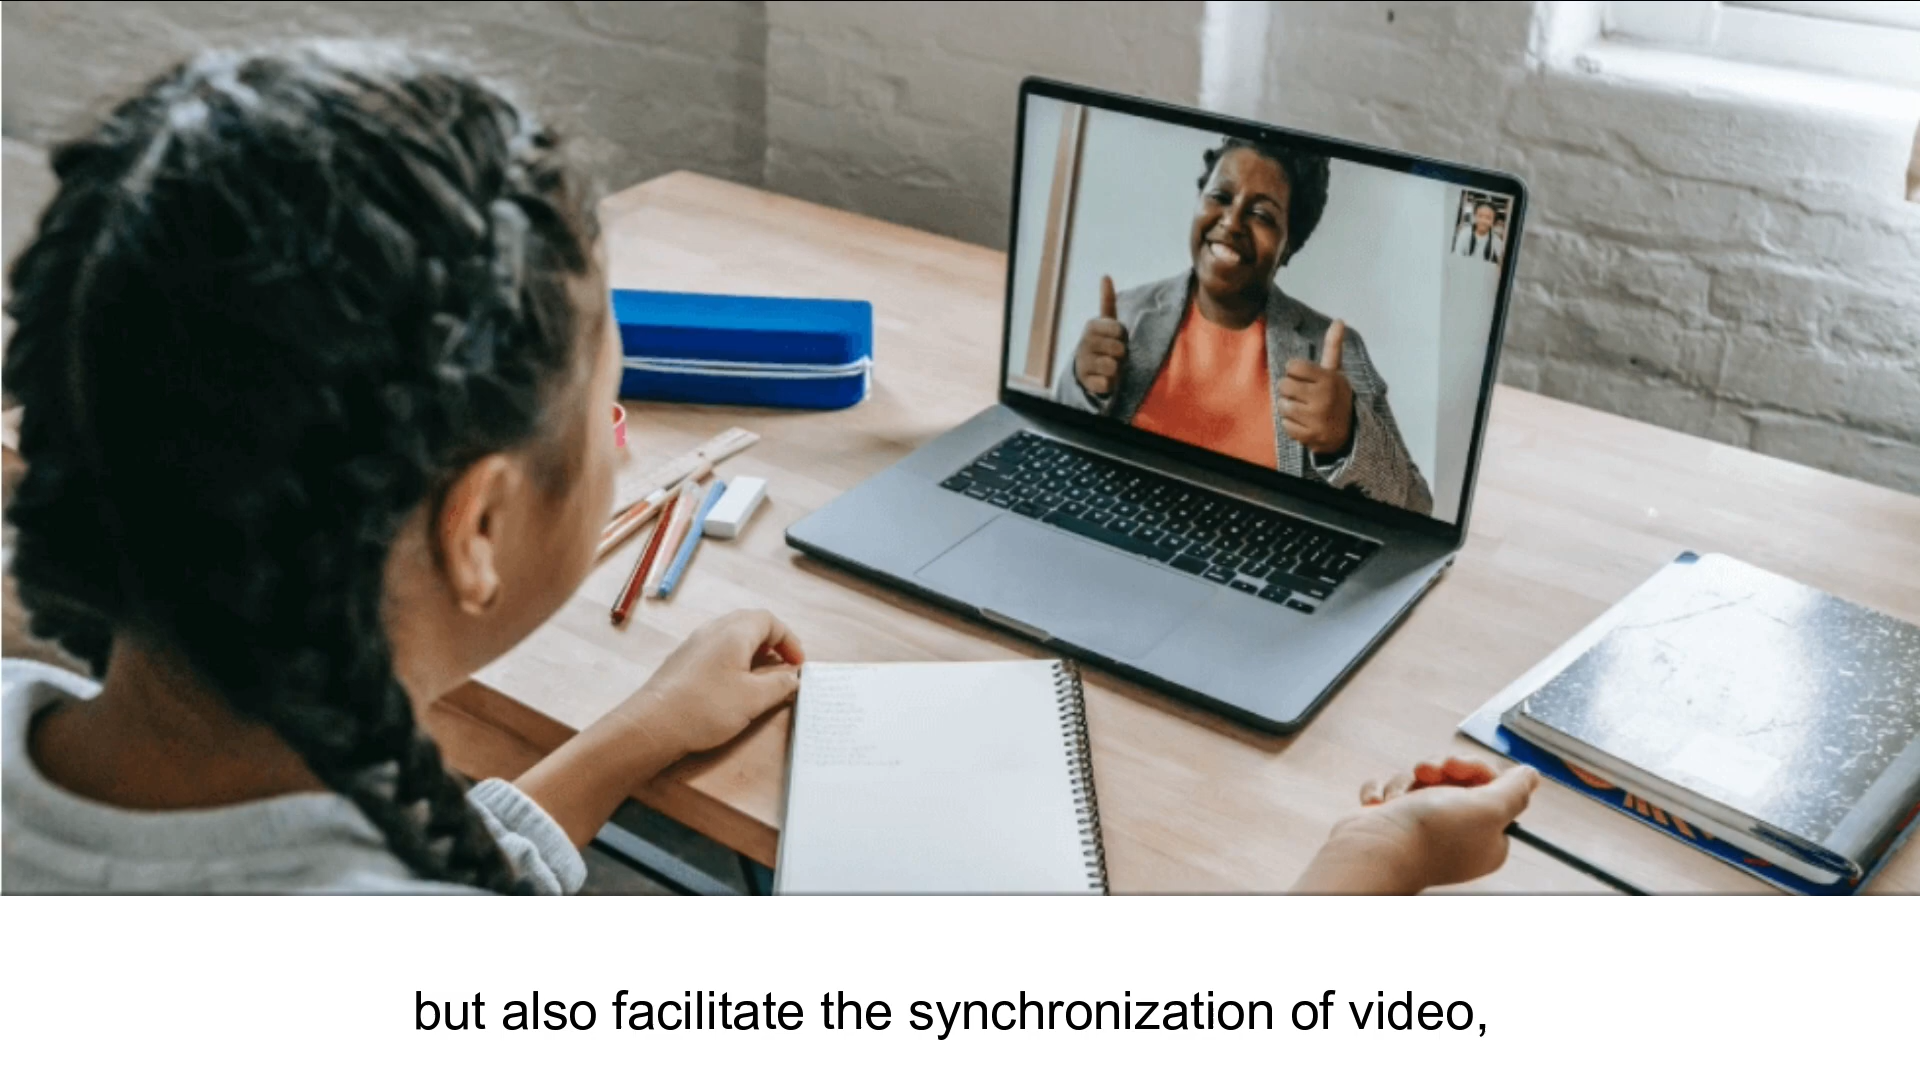 but also facilitate the synchronization of video,